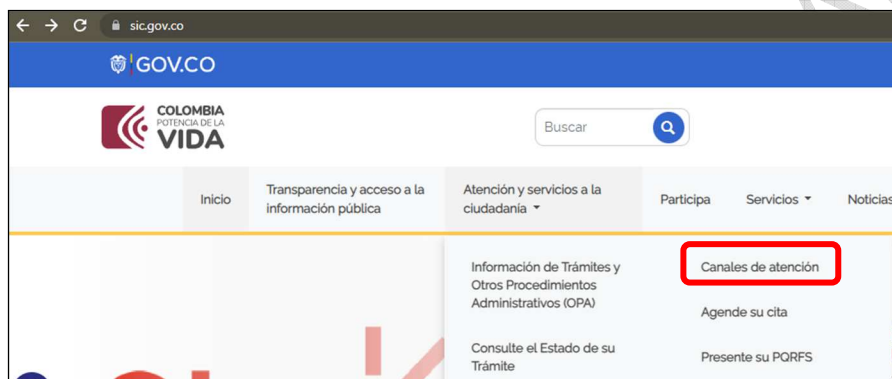 sic.gov.co
GOV.CO
COLOMBIA
POTENCIA DE LA
VIDA
Buscar
Inicio
Transparencia y acceso a la
información pública
Atención y servicios a la
ciudadanía
Participa
Servicios
Noticias
Información de Trámites y
Otros Procedimientos
Administrativos (OPA)
Consulte el Estado de su
Trámite
Canales de atención
Agende su cita
Presente su PQRFS